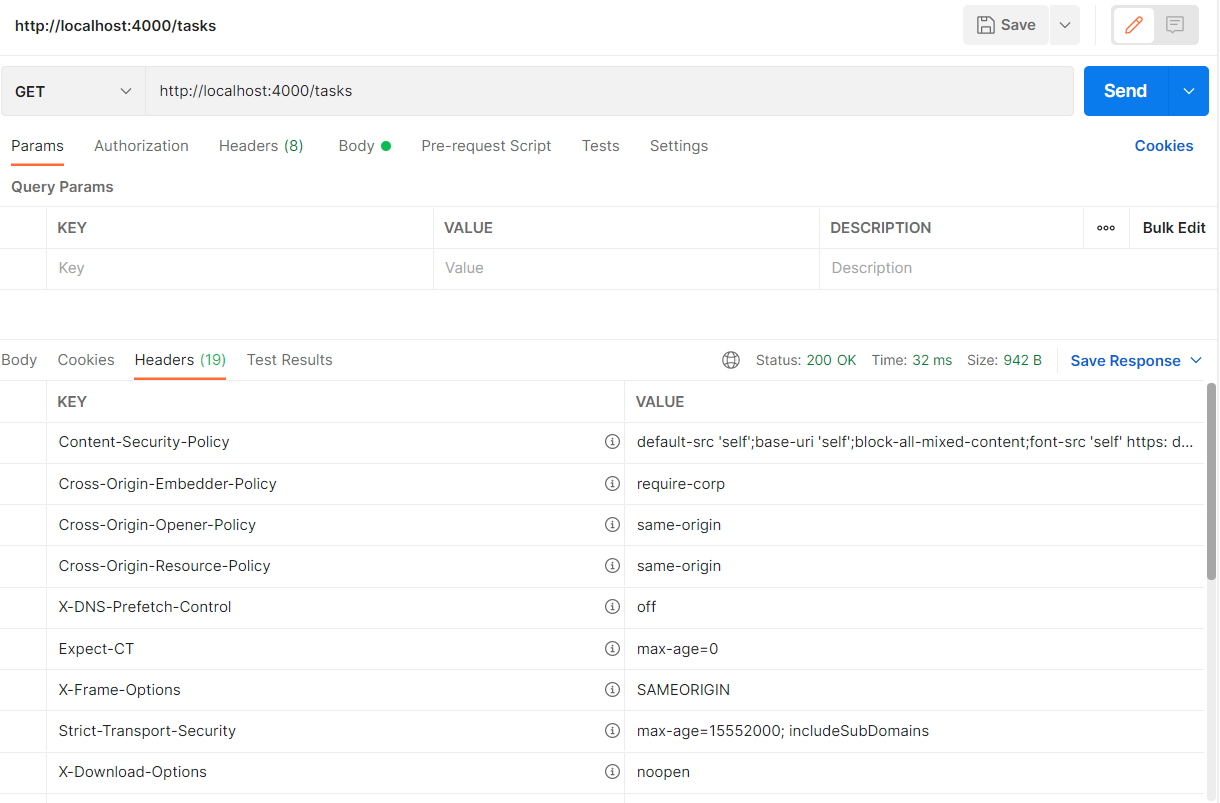 http://localhost:4000/tasks
Save
GET
http://localhost:4000/tasks
Send
Params Authorization Headers (8) Body Pre-request Script Tests Settings Cookies
Query Params
KEY VALUE DESCRIPTION Bulk Edit
Key Value Description
Body Cookies Headers (19) Test Results Status: 200 OK Time: 32 ms Size: 942 B Save Response
KEY VALUE
Content-Security-Policy default-src 'self';base-uri 'self';block-all-mixed-content;font-src 'self' https: d...
Cross-Origin-Embedder-Policy require-corp
Cross-Origin-Opener-Policy same-origin
Cross-Origin-Resource-Policy same-origin
X-DNS-Prefetch-Control off
Expect-CT max-age=0
X-Frame-Options SAMEORIGIN
Strict-Transport-Security max-age=15552000; includeSubDomains
X-Download-Options noopen